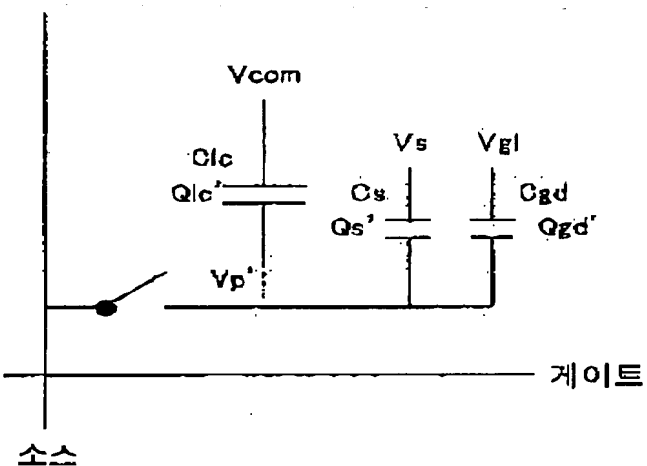 Vcom
Vs Vgl
Clc
Cs Cgd
Qlc'
Qs' Qgd'
Vp'
게이트
소스